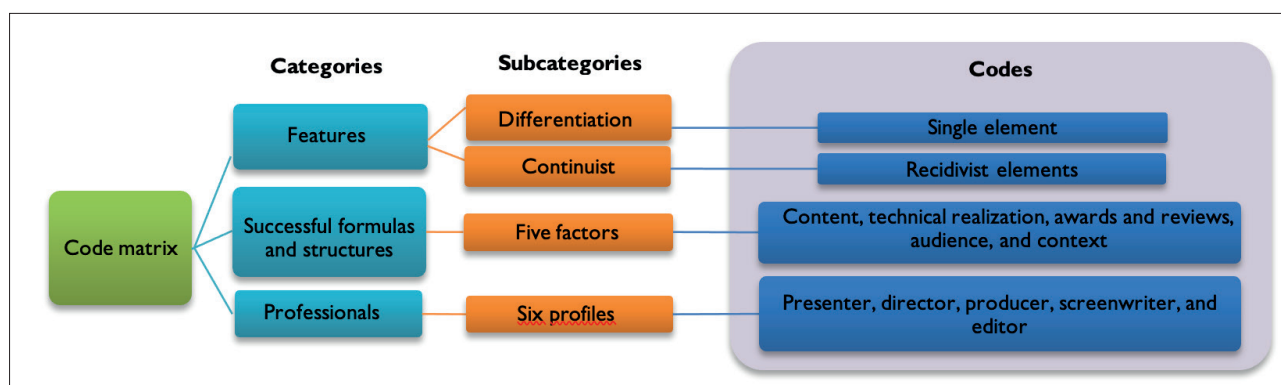 Categories
Subcategories
Codes
Code matrix
Features
Differentiation
Single element
Continuist
Recidivist elements
Successful formulas
and structures
Five factors
Content, technical realization, awards and reviews,
audience, and context
Professionals
Six profiles
Presenter, director, producer, screenwriter, and
editor